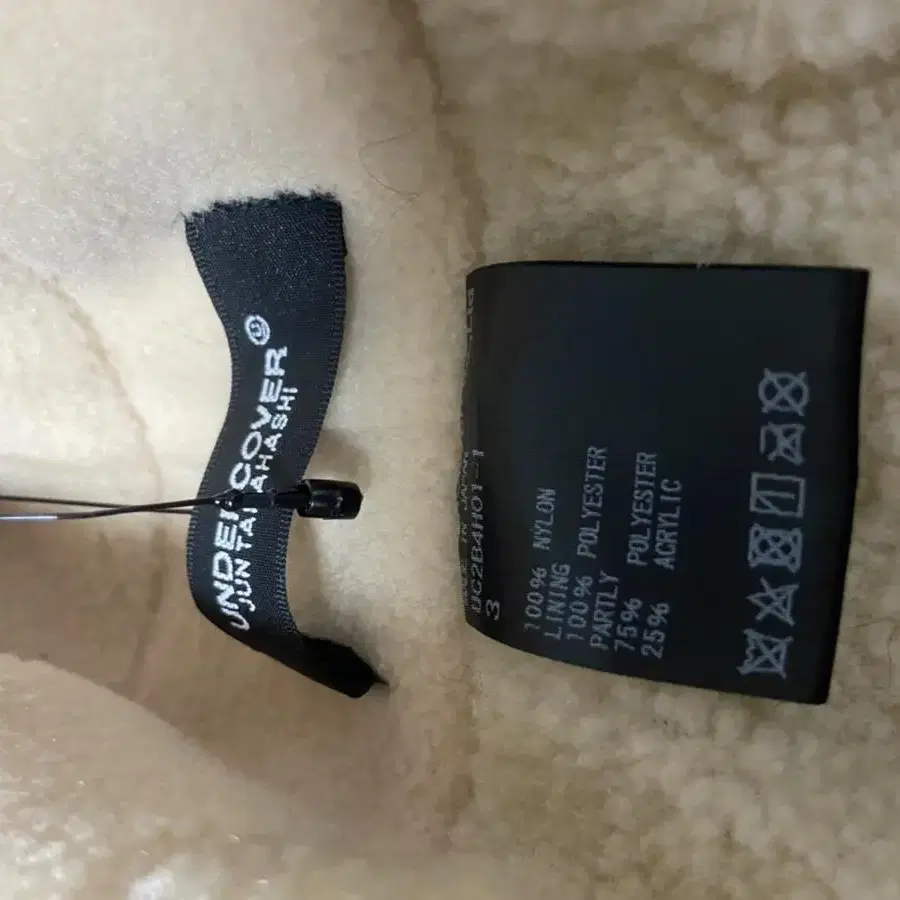 UNDERCOVER
JUN TAKAHASHI
MADE IN JAPAN
UC2B4H01-1
3
100% NYLON
LINING
100% POLYESTER
PARTLY
75% POLYESTER
25% ACRYLIC